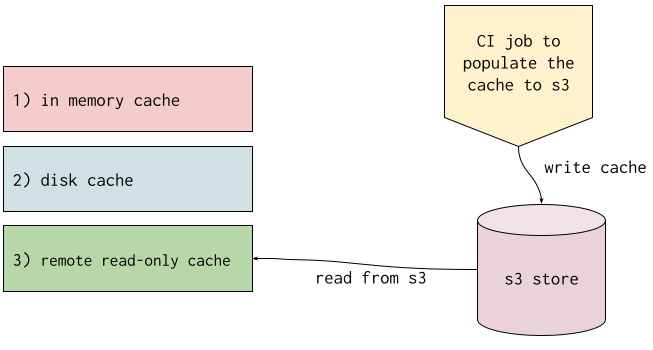 CI job to
populate the
cache to s3
1) in memory cache
write cache
2) disk cache
3) remote read-only cache
read from s3
s3 store